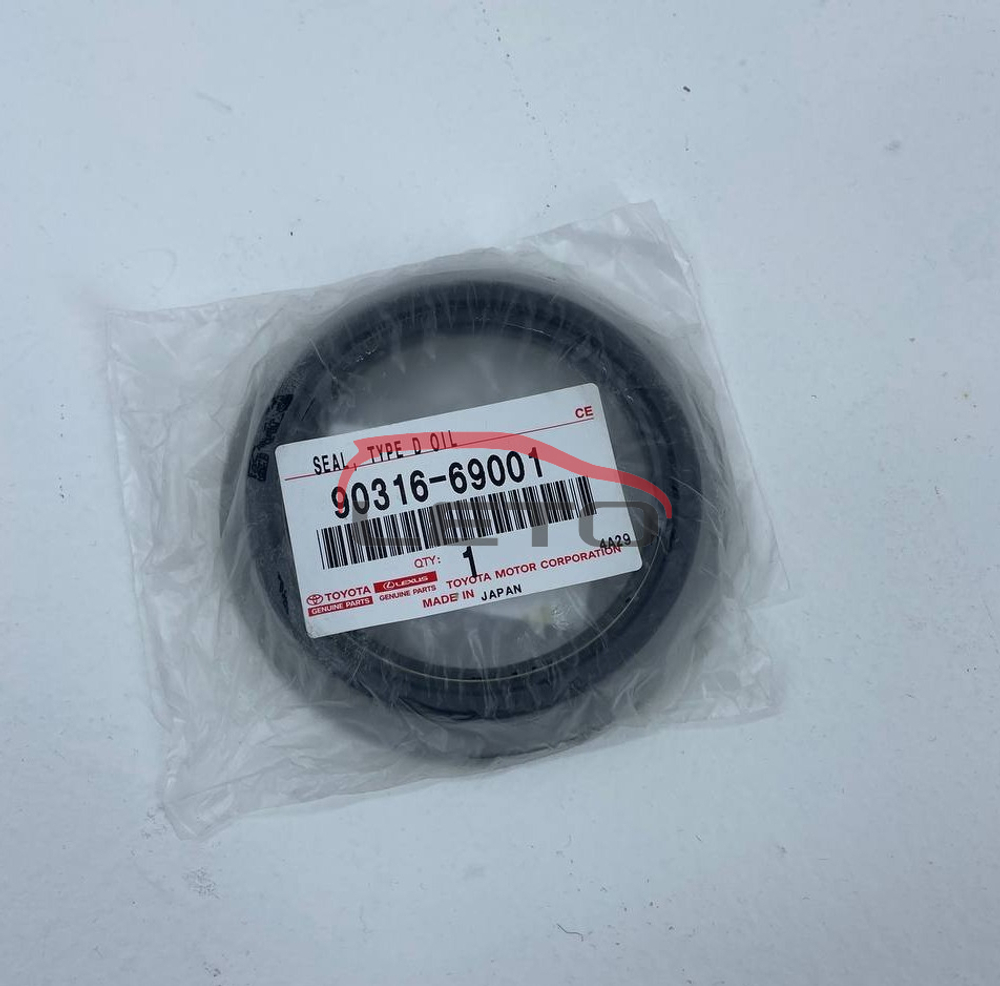 CE
SEAL, TYPE D OIL
90316-69001
LETO
QTY: 1
4A29
TOYOTA LEXUS TOYOTA MOTOR CORPORATION
GENUINE PARTS GENUINE PARTS MADE IN JAPAN